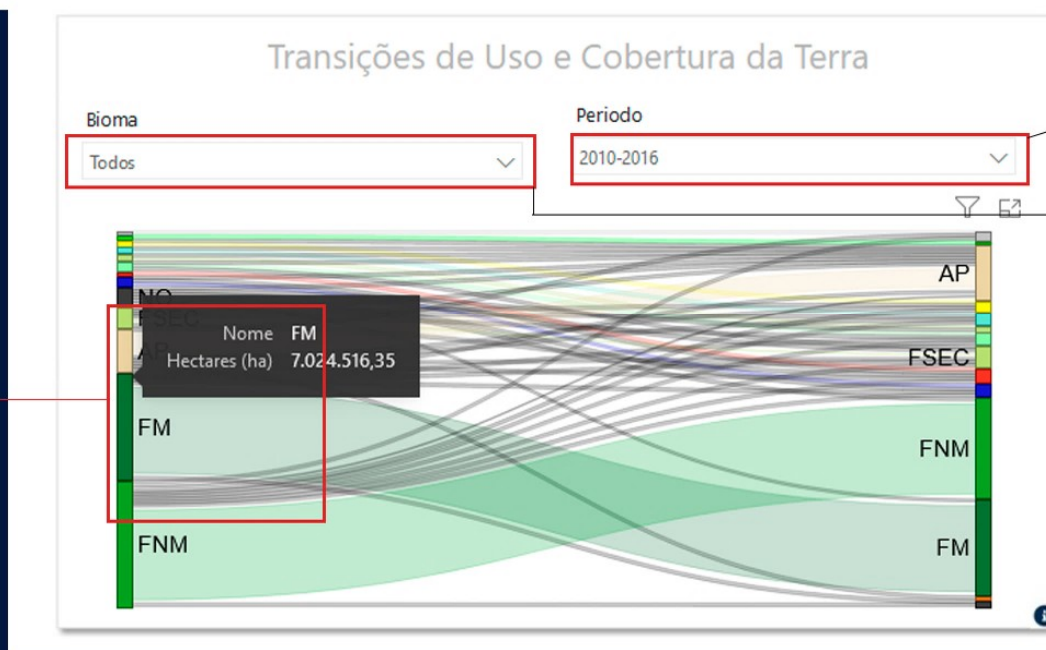 Transições de Uso e Cobertura da Terra
Bioma
Periodo
Todos
2010-2016
NO
FSEC
AP
Nome FM
Hectares (ha) 7.024.516,35
FM
FNM
AP
FSEC
FNM
FM